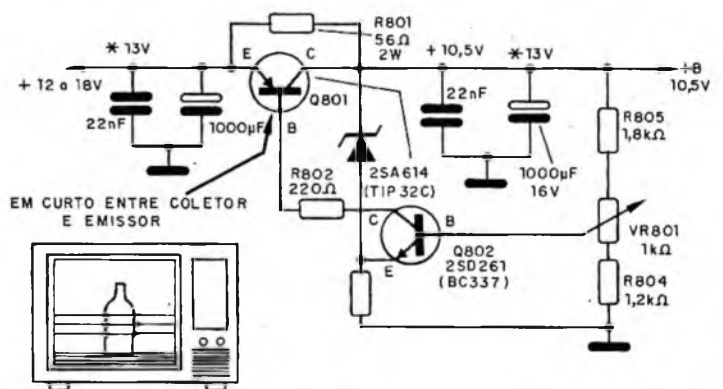 R801
56Ω
2W
* 13V
E
C
+ 10,5V
* 13V
B
10,5V
+ 12 a 18V
Q801
22nF
1000µF
B
22nF
R805
1,8kΩ
1000µF
16V
2SA614
(TIP 32C)
R802
220Ω
EM CURTO ENTRE COLETOR
E EMISSOR
C
B
VR801
1kΩ
Q802
2SD261
(BC337)
E
R804
1,2kΩ